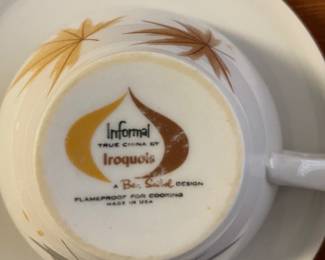 Informal
TRUE CHINA BY
Iroquois
A Ben Seibel DESIGN
FLAMEPROOF FOR COOKING
MADE IN USA